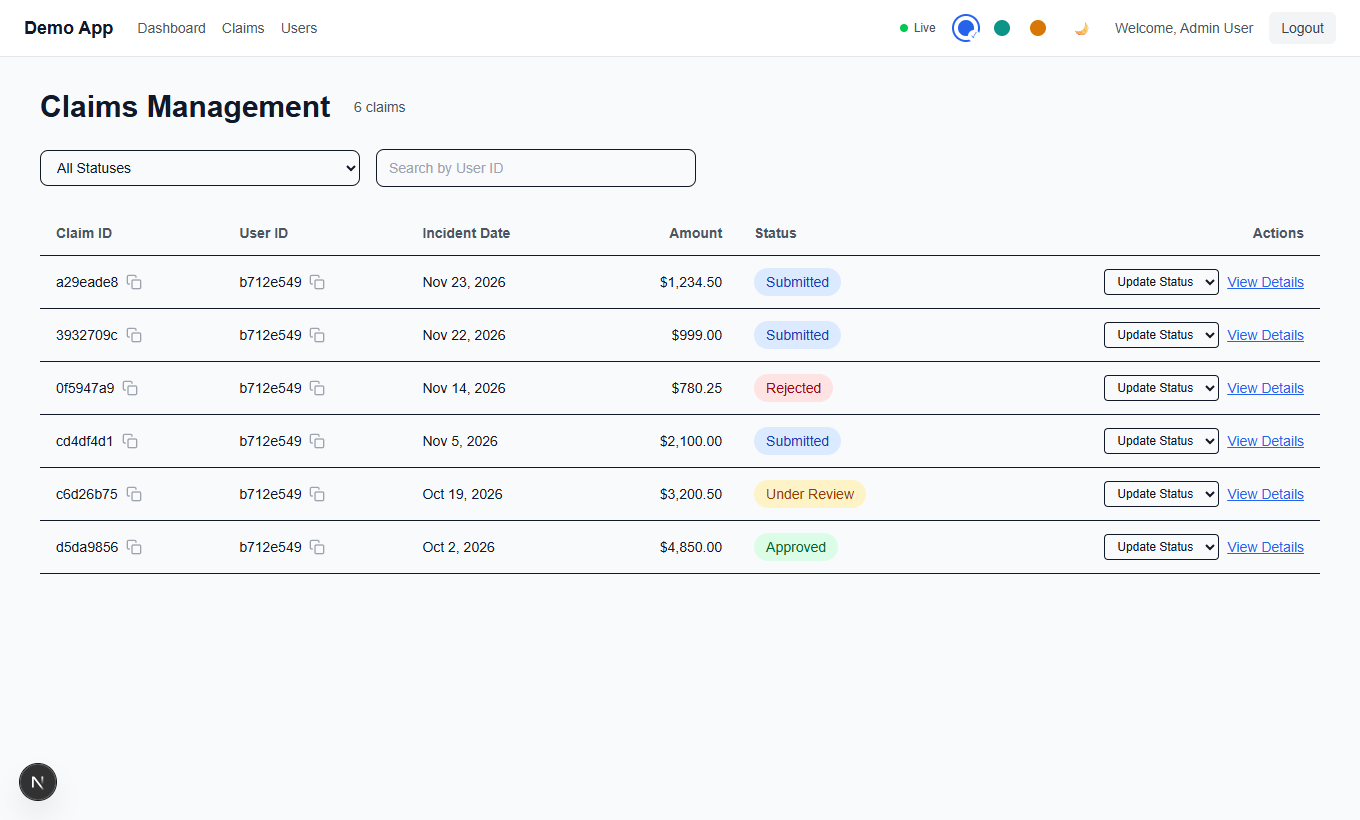 Demo App Dashboard Claims Users Live Welcome, Admin User Logout
Claims Management 6 claims
All Statuses Search by User ID
Claim ID User ID Incident Date Amount Status Actions
a29eade8 b712e549 Nov 23, 2026 $1,234.50 Submitted Update Status View Details
3932709c b712e549 Nov 22, 2026 $999.00 Submitted Update Status View Details
0f5947a9 b712e549 Nov 14, 2026 $780.25 Rejected Update Status View Details
cd4df4d1 b712e549 Nov 5, 2026 $2,100.00 Submitted Update Status View Details
c6d26b75 b712e549 Oct 19, 2026 $3,200.50 Under Review Update Status View Details
d5da9856 b712e549 Oct 2, 2026 $4,850.00 Approved Update Status View Details
N